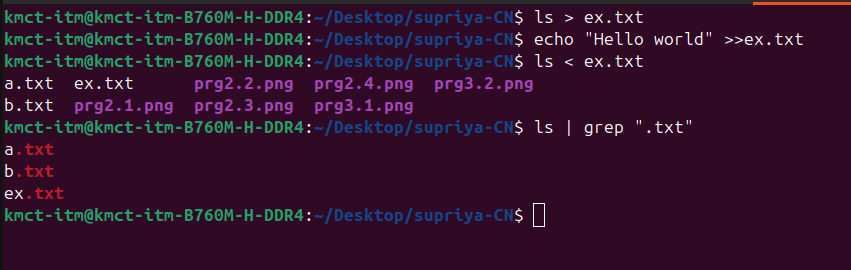 kmct-itm@kmct-itm-B760M-H-DDR4:~/Desktop/supriya-CN$ ls > ex.txt
kmct-itm@kmct-itm-B760M-H-DDR4:~/Desktop/supriya-CN$ echo "Hello world" >>ex.txt
kmct-itm@kmct-itm-B760M-H-DDR4:~/Desktop/supriya-CN$ ls < ex.txt
a.txt  ex.txt      prg2.2.png  prg2.4.png  prg3.2.png
b.txt  prg2.1.png  prg2.3.png  prg3.1.png
kmct-itm@kmct-itm-B760M-H-DDR4:~/Desktop/supriya-CN$ ls | grep ".txt"
a.txt
b.txt
ex.txt
kmct-itm@kmct-itm-B760M-H-DDR4:~/Desktop/supriya-CN$